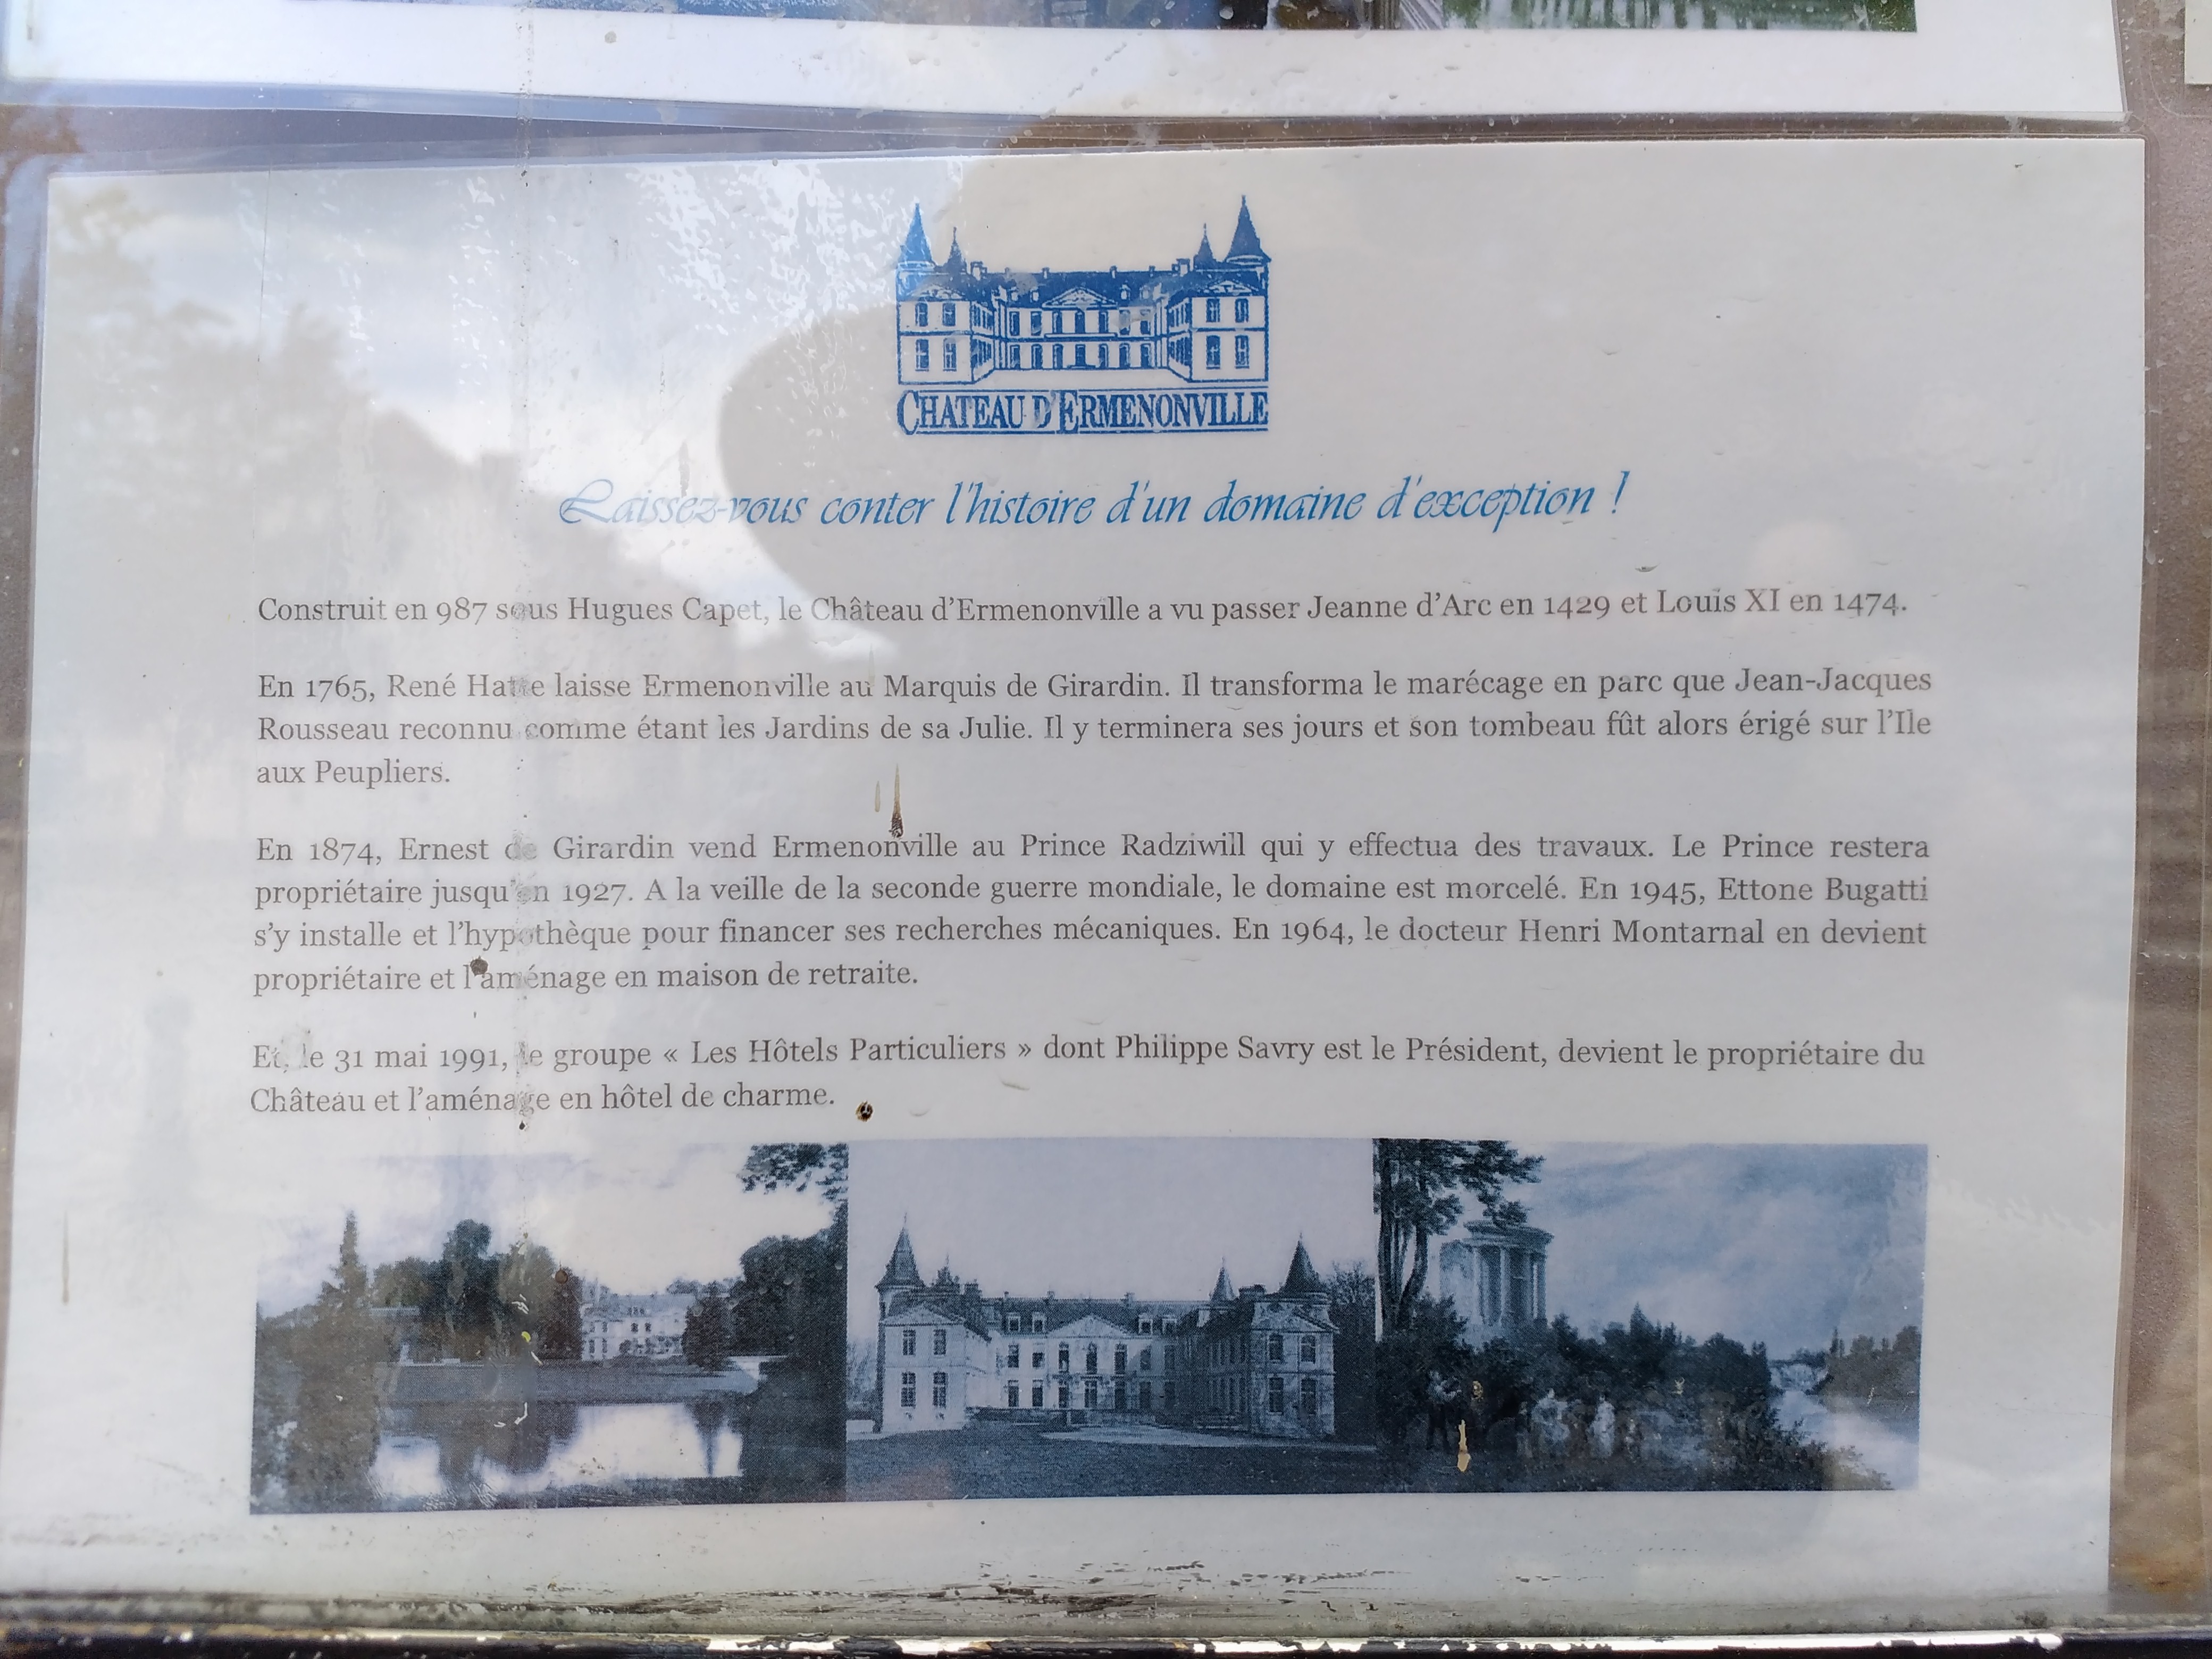 CHATEAU D'ERMENONVILLE
Laissez-vous conter l'histoire d'un domaine d'exception !
Construit en 987 sous Hugues Capet, le Château d'Ermenonville a vu passer Jeanne d'Arc en 1429 et Louis XI en 1474.
En 1765, René Hatte laisse Ermenonville au Marquis de Girardin. Il transforma le marécage en parc que Jean-Jacques
Rousseau reconnu comme étant les Jardins de sa Julie. Il y terminera ses jours et son tombeau fût alors érigé sur l'Ile
aux Peupliers.
En 1874, Ernest de Girardin vend Ermenonville au Prince Radziwill qui y effectua des travaux. Le Prince restera
propriétaire jusqu'en 1927. A la veille de la seconde guerre mondiale, le domaine est morcelé. En 1945, Ettone Bugatti
s'y installe et l'hypothèque pour financer ses recherches mécaniques. En 1964, le docteur Henri Montarnal en devient
propriétaire et l'aménage en maison de retraite.
Et, le 31 mai 1991, le groupe « Les Hôtels Particuliers » dont Philippe Savry est le Président, devient le propriétaire du
Château et l'aménage en hôtel de charme.